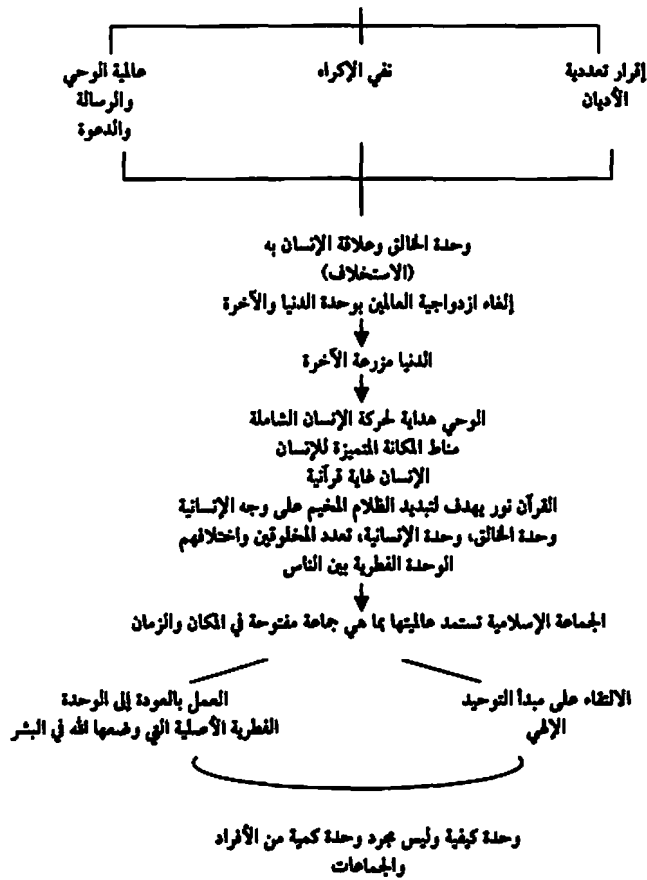 إقرار تعددية
الأديان
نفي الإكراه
عالمية الوحي
والرسالة
والدعوة
وحدة الخالق وعلاقة الإنسان به
(الاستخلاف)
إلغاء ازدواجية العالمين بوحدة الدنيا والآخرة
الدنيا مزرعة الآخرة
الوحي هداية لحركة الإنسان الشاملة
مناط المكانة المتميزة للإنسان
الإنسان غاية قرآنية
القرآن نور يهدف لتبديد الظلام المخيم على وجه الإنسانية
وحدة الخالق، وحدة الإنسانية، تعدد المخلوقين واختلافهم
الوحدة الفطرية بين الناس
الجماعة الإسلامية تستمد عالميتها بما هي جماعة مفتوحة في المكان والزمان
الالتقاء على مبدأ التوحيد
الإلهي
العمل بالعودة إلى الوحدة
الفطرية الأصلية التي وضعها الله في البشر
وحدة كيفية وليس مجرد وحدة كمية من الأفراد
والجماعات